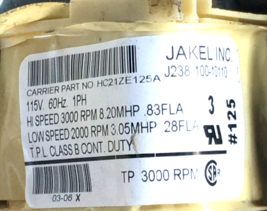 JAKEL INC.
J238-100-10110
CARRIER PART NO HC21ZE125A
115V. 60Hz. 1PH
HI SPEED 3000 RPM 8.20MHP .83FLA 3
LOW SPEED 2000 RPM 3.05MHP .28FLA
T.P.L CLASS B CONT. DUTY
#125
TP 3000 RPM
03-06 X